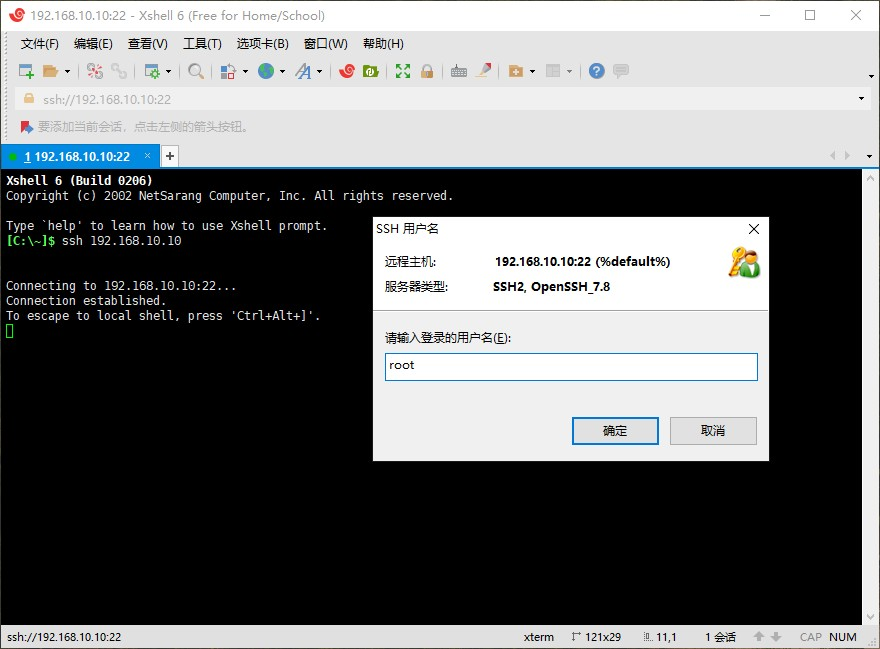 192.168.10.10:22 - Xshell 6 (Free for Home/School)
文件(F) 编辑(E) 查看(V) 工具(T) 选项卡(B) 窗口(W) 帮助(H)
ssh://192.168.10.10:22
要添加当前会话，点击左侧的箭头按钮。
1 192.168.10.10:22 × +
Xshell 6 (Build 0206)
Copyright (c) 2002 NetSarang Computer, Inc. All rights reserved.
Type `help' to learn how to use Xshell prompt.
[C:\~]$ ssh 192.168.10.10
Connecting to 192.168.10.10:22...
Connection established.
To escape to local shell, press 'Ctrl+Alt+]'.
SSH 用户名
远程主机: 192.168.10.10:22 (%default%)
服务器类型: SSH2, OpenSSH_7.8
请输入登录的用户名(E):
root
确定 取消
ssh://192.168.10.10:22 xterm 121x29 11,1 1 会话 CAP NUM